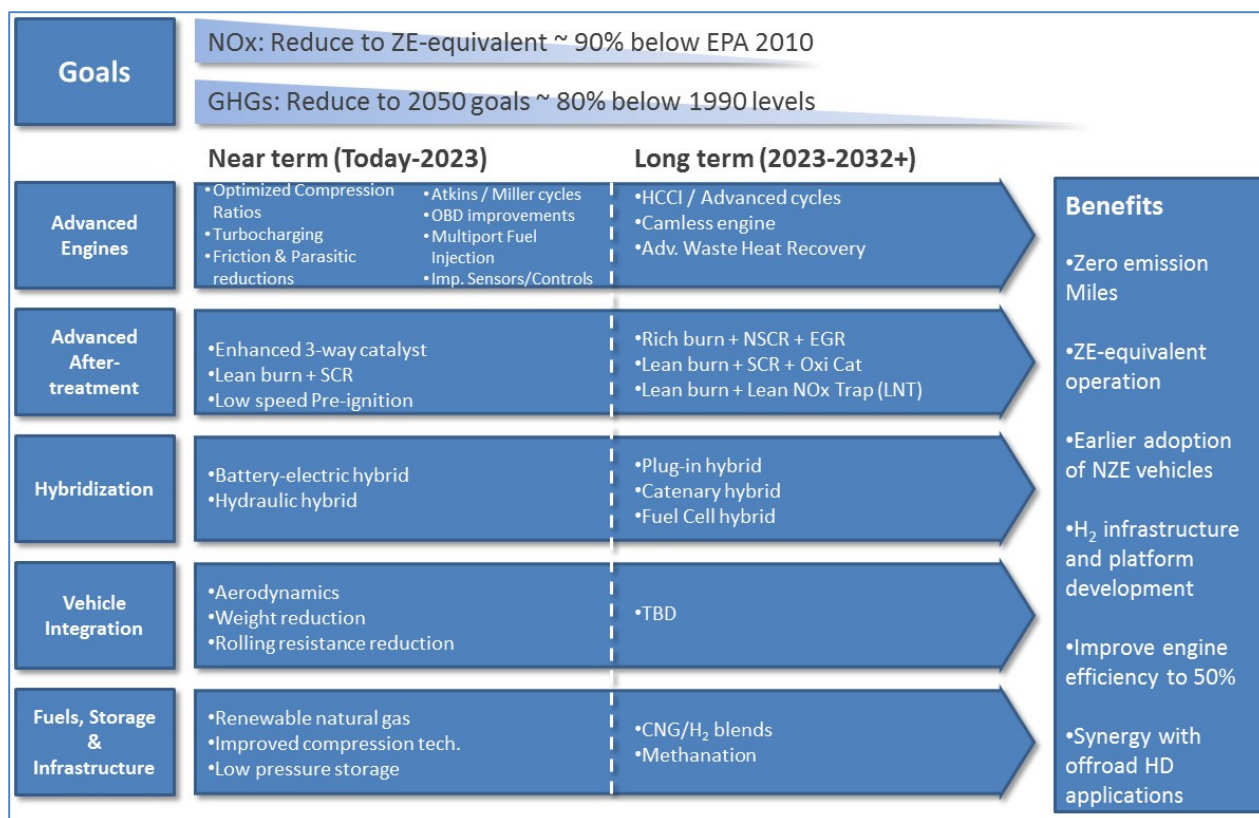 Goals
NOx: Reduce to ZE-equivalent ~ 90% below EPA 2010
GHGs: Reduce to 2050 goals ~ 80% below 1990 levels
Near term (Today-2023)
Long term (2023-2032+)
Advanced
Engines
•Optimized Compression
Ratios
•Turbocharging
•Friction & Parasitic
reductions
•Atkins / Miller cycles
•OBD improvements
•Multiport Fuel
Injection
•Imp. Sensors/Controls
•HCCI / Advanced cycles
•Camless engine
•Adv. Waste Heat Recovery
Advanced
After-
treatment
•Enhanced 3-way catalyst
•Lean burn + SCR
•Low speed Pre-ignition
•Rich burn + NSCR + EGR
•Lean burn + SCR + Oxi Cat
•Lean burn + Lean NOx Trap (LNT)
Hybridization
•Battery-electric hybrid
•Hydraulic hybrid
•Plug-in hybrid
•Catenary hybrid
•Fuel Cell hybrid
Vehicle
Integration
•Aerodynamics
•Weight reduction
•Rolling resistance reduction
•TBD
Fuels, Storage
&
Infrastructure
•Renewable natural gas
•Improved compression tech.
•Low pressure storage
•CNG/H₂ blends
•Methanation
Benefits
•Zero emission
Miles
•ZE-equivalent
operation
•Earlier adoption
of NZE vehicles
•H₂ infrastructure
and platform
development
•Improve engine
efficiency to 50%
•Synergy with
offroad HD
applications